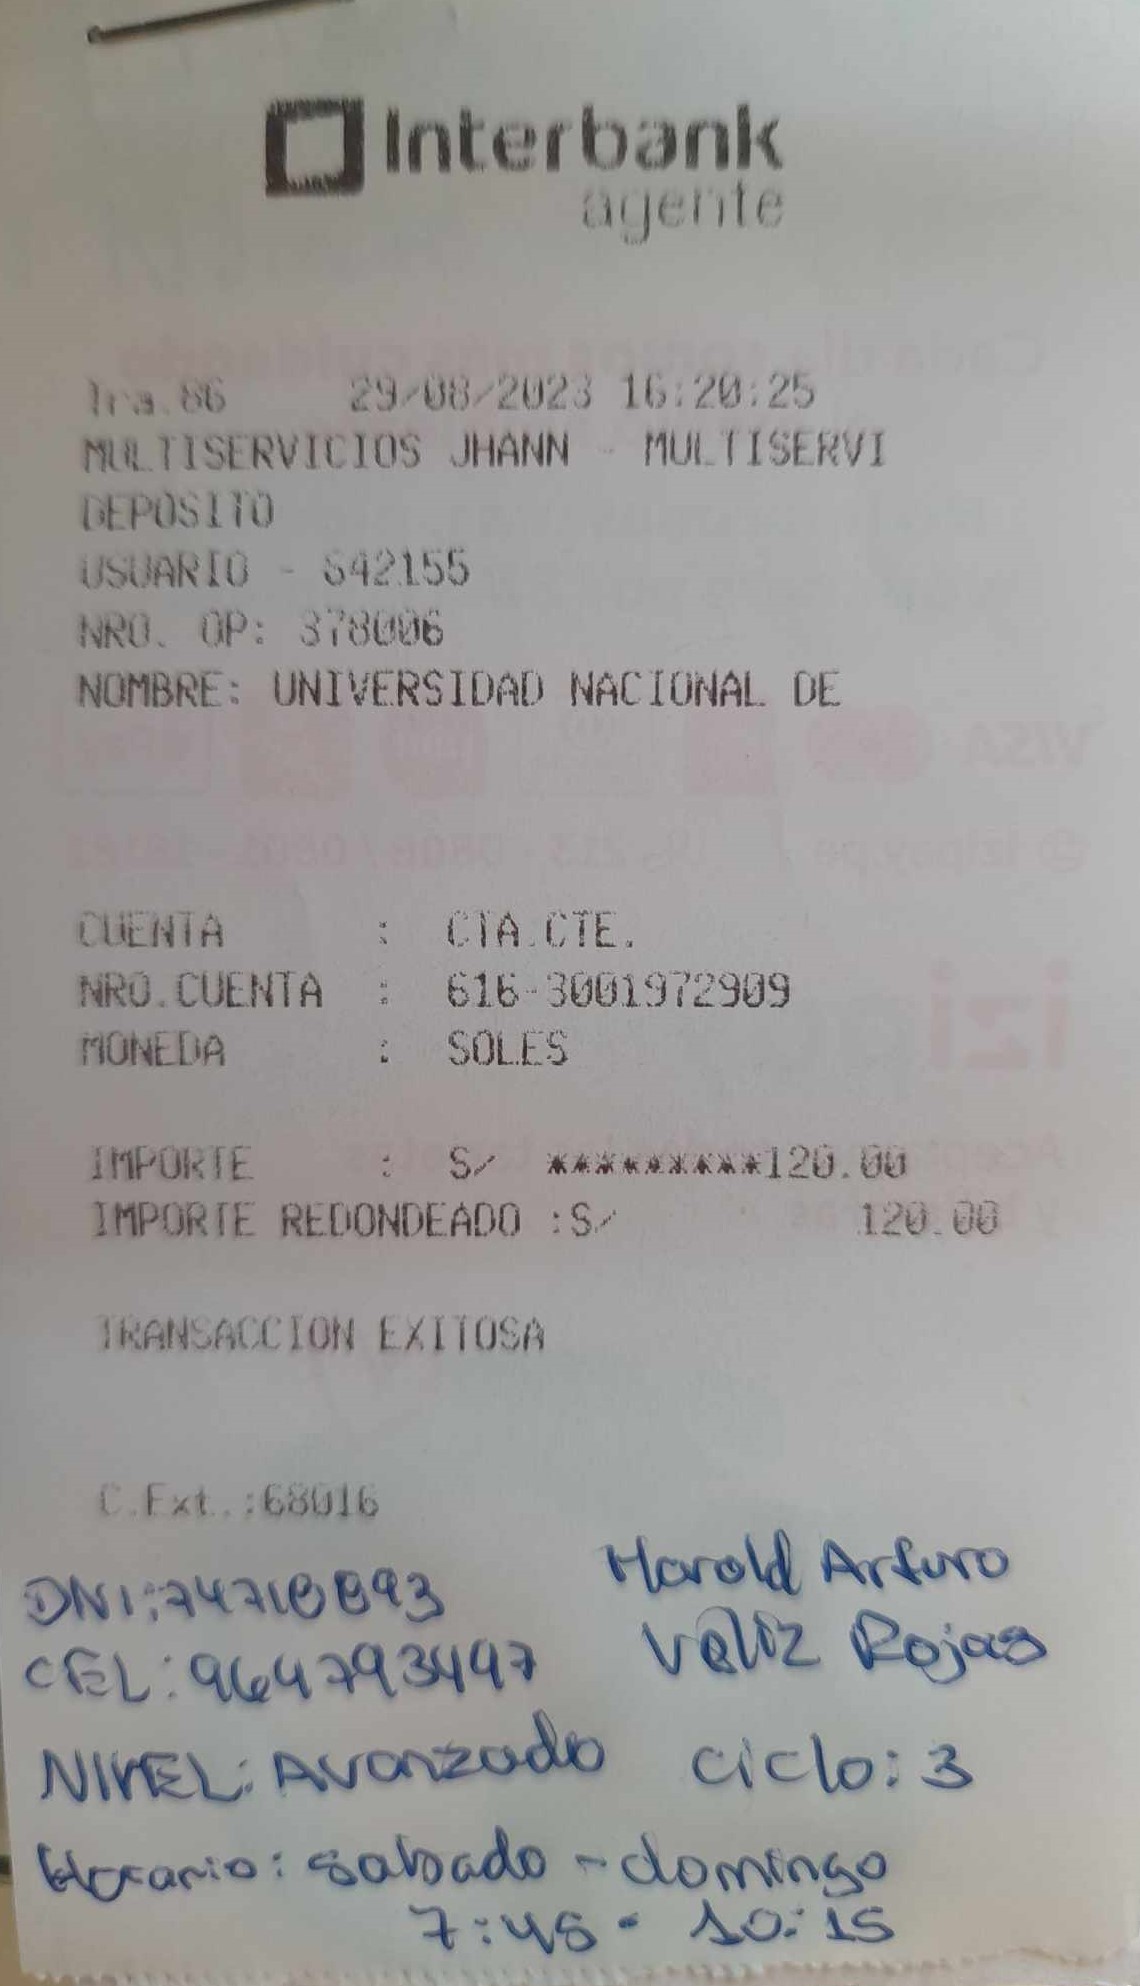 Interbank
agente
Tra.86 29/08/2023 16:20:25
MULTISERVICIOS JHANN - MULTISERVI
DEPOSITO
USUARIO - 642155
NRO. OP: 378006
NOMBRE: UNIVERSIDAD NACIONAL DE
CUENTA : CTA.CTE.
NRO.CUENTA : 616-3001972909
MONEDA : SOLES
IMPORTE : S/ *********120.00
IMPORTE REDONDEADO :S/ 120.00
TRANSACCION EXITOSA
C.Ext.:68016
Harold Arturo
DNI:74718893
Veliz Rojas
CEL:964793497
NIVEL: Avanzado ciclo: 3
Horario: sabado - domingo
7:45 - 10:15